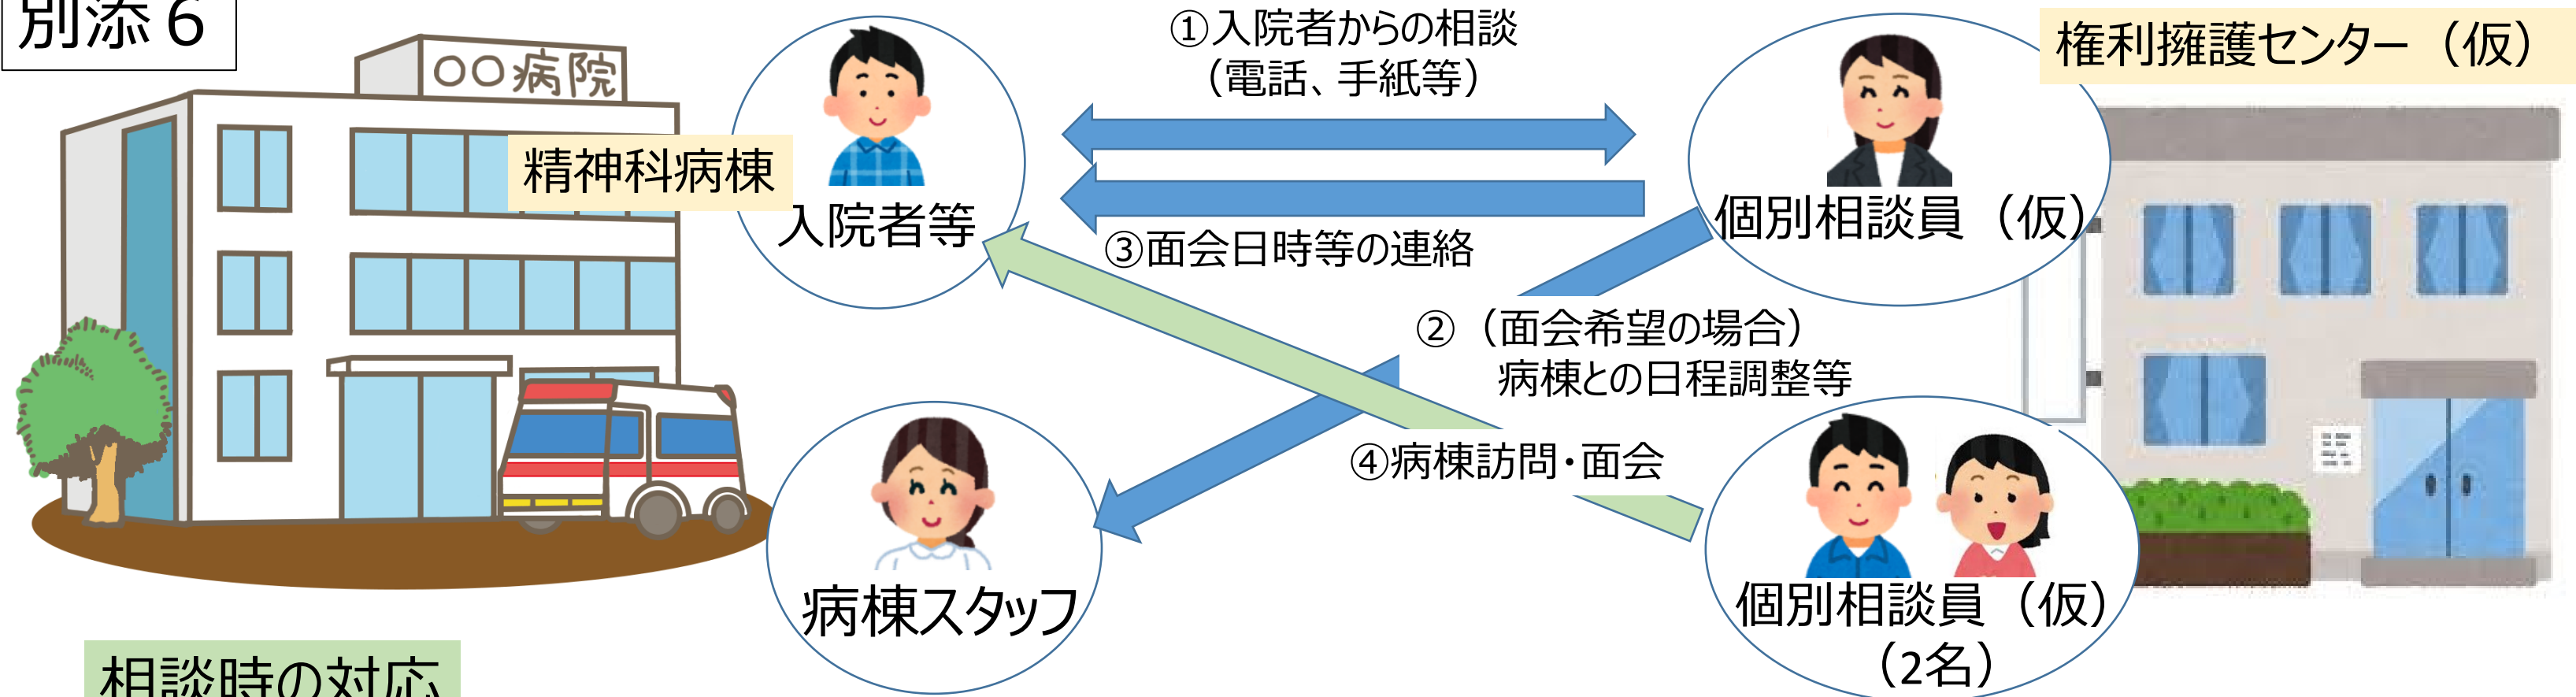 別添６
○○病院
精神科病棟
入院者等
①入院者からの相談
（電話、手紙等）
権利擁護センター（仮）
個別相談員（仮）
③面会日時等の連絡
②（面会希望の場合）
病棟との日程調整等
④病棟訪問・面会
病棟スタッフ
個別相談員（仮）
（2名）
相談時の対応